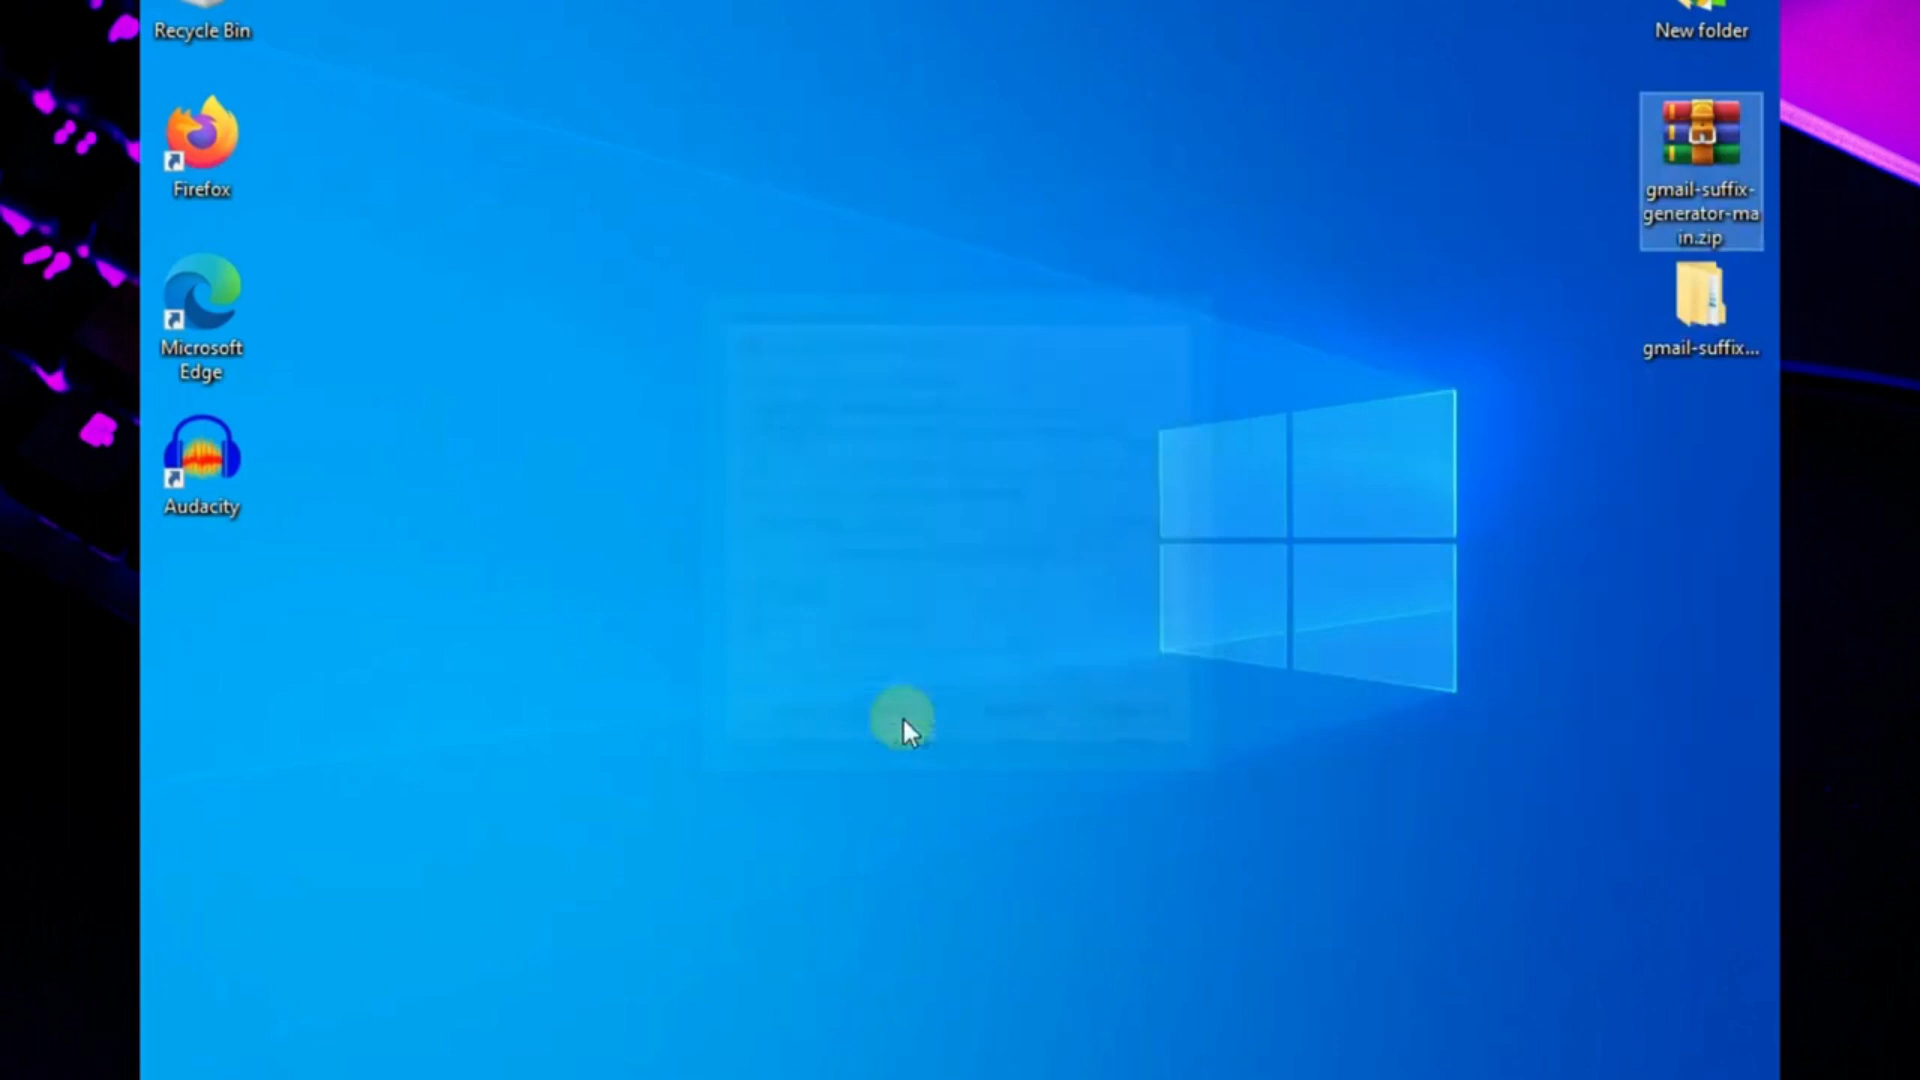 Recycle Bin
Firefox
Microsoft
Edge
Audacity
New folder
gmail-suffix-
generator-ma
in.zip
gmail-suffix...